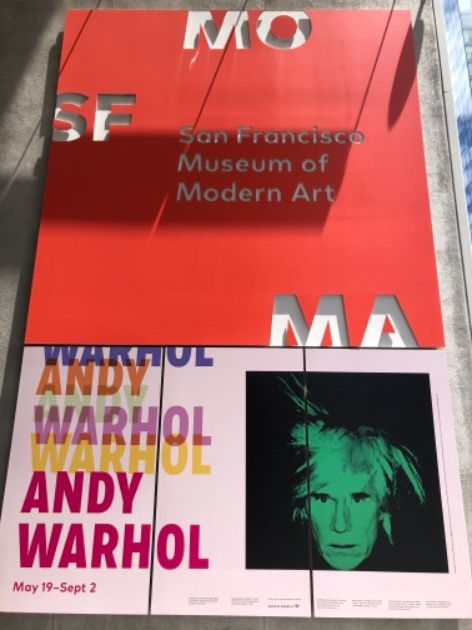 MO
SF
San Francisco
Museum of
Modern Art
MA
WARHOL
ANDY
ANDY
WARHOL
WARHOL
ANDY
WARHOL
May 19–Sept 2